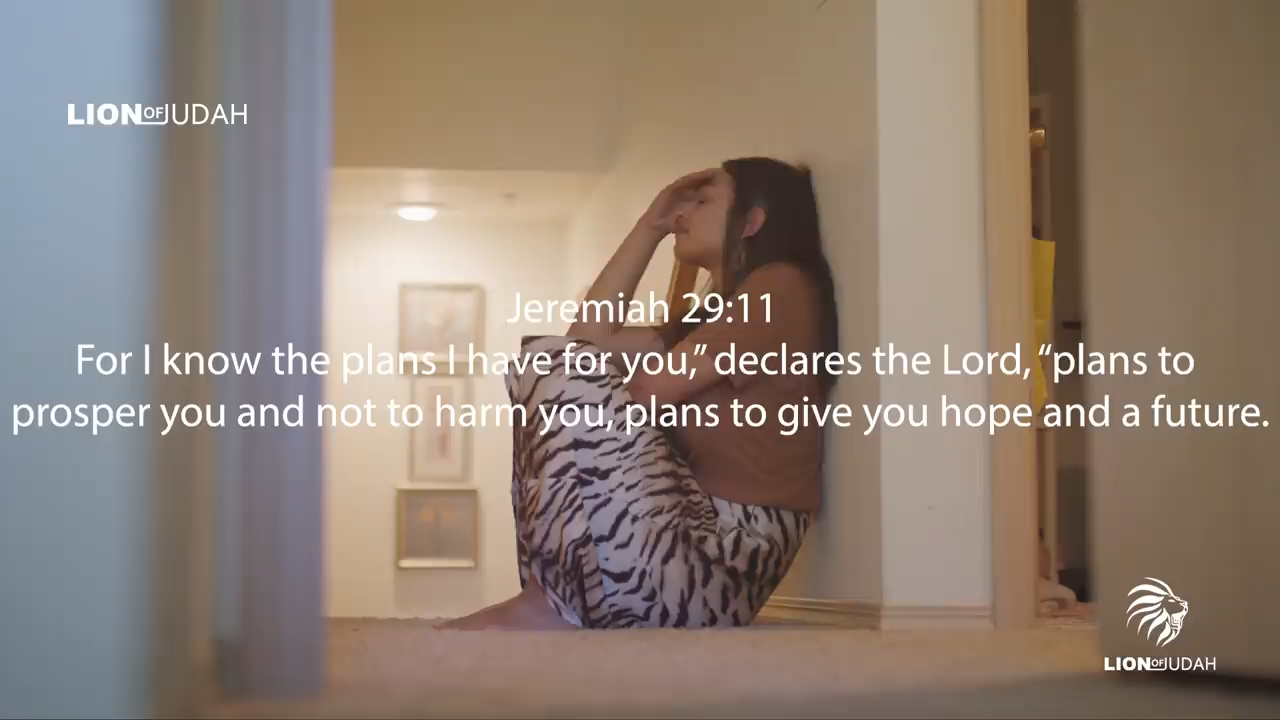 LION OF JUDAH
Jeremiah 29:11
For I know the plans I have for you,” declares the Lord, “plans to
prosper you and not to harm you, plans to give you hope and a future.
LION OF JUDAH